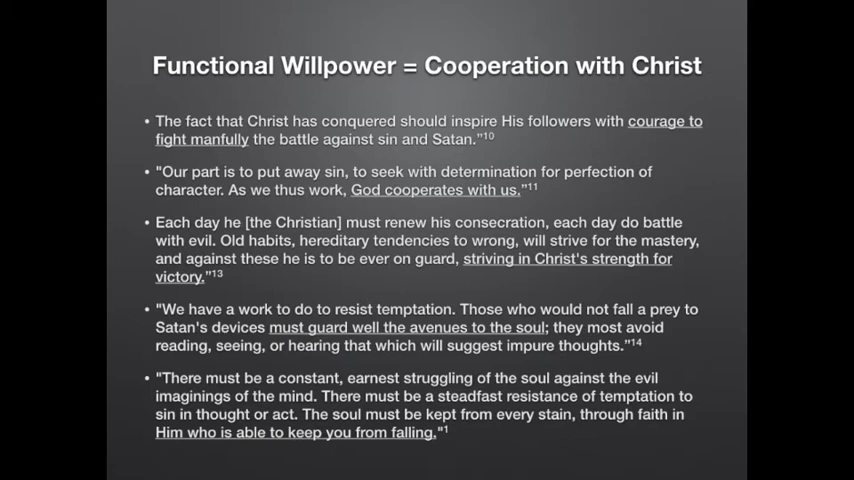 Functional Willpower = Cooperation with Christ
• The fact that Christ has conquered should inspire His followers with courage to
fight manfully the battle against sin and Satan.”10
• "Our part is to put away sin, to seek with determination for perfection of
character. As we thus work, God cooperates with us.”11
• Each day he [the Christian] must renew his consecration, each day do battle
with evil. Old habits, hereditary tendencies to wrong, will strive for the mastery,
and against these he is to be ever on guard, striving in Christ's strength for
victory.”13
• "We have a work to do to resist temptation. Those who would not fall a prey to
Satan's devices must guard well the avenues to the soul; they most avoid
reading, seeing, or hearing that which will suggest impure thoughts.”14
• "There must be a constant, earnest struggling of the soul against the evil
imaginings of the mind. There must be a steadfast resistance of temptation to
sin in thought or act. The soul must be kept from every stain, through faith in
Him who is able to keep you from falling."1